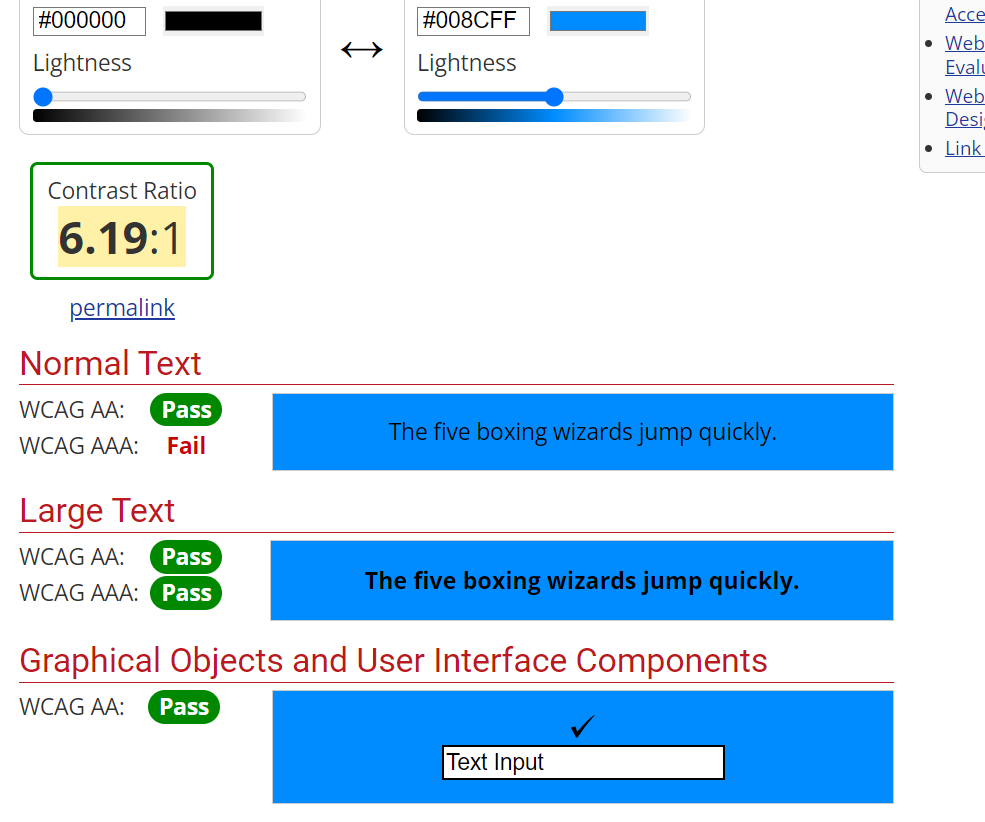 #000000
Lightness
#008CFF
Lightness
Contrast Ratio
6.19:1
permalink
Normal Text
WCAG AA: Pass
WCAG AAA: Fail
The five boxing wizards jump quickly.
Large Text
WCAG AA: Pass
WCAG AAA: Pass
The five boxing wizards jump quickly.
Graphical Objects and User Interface Components
WCAG AA: Pass
✓
Text Input
Acce
Web
Evalu
Web
Desi
Link